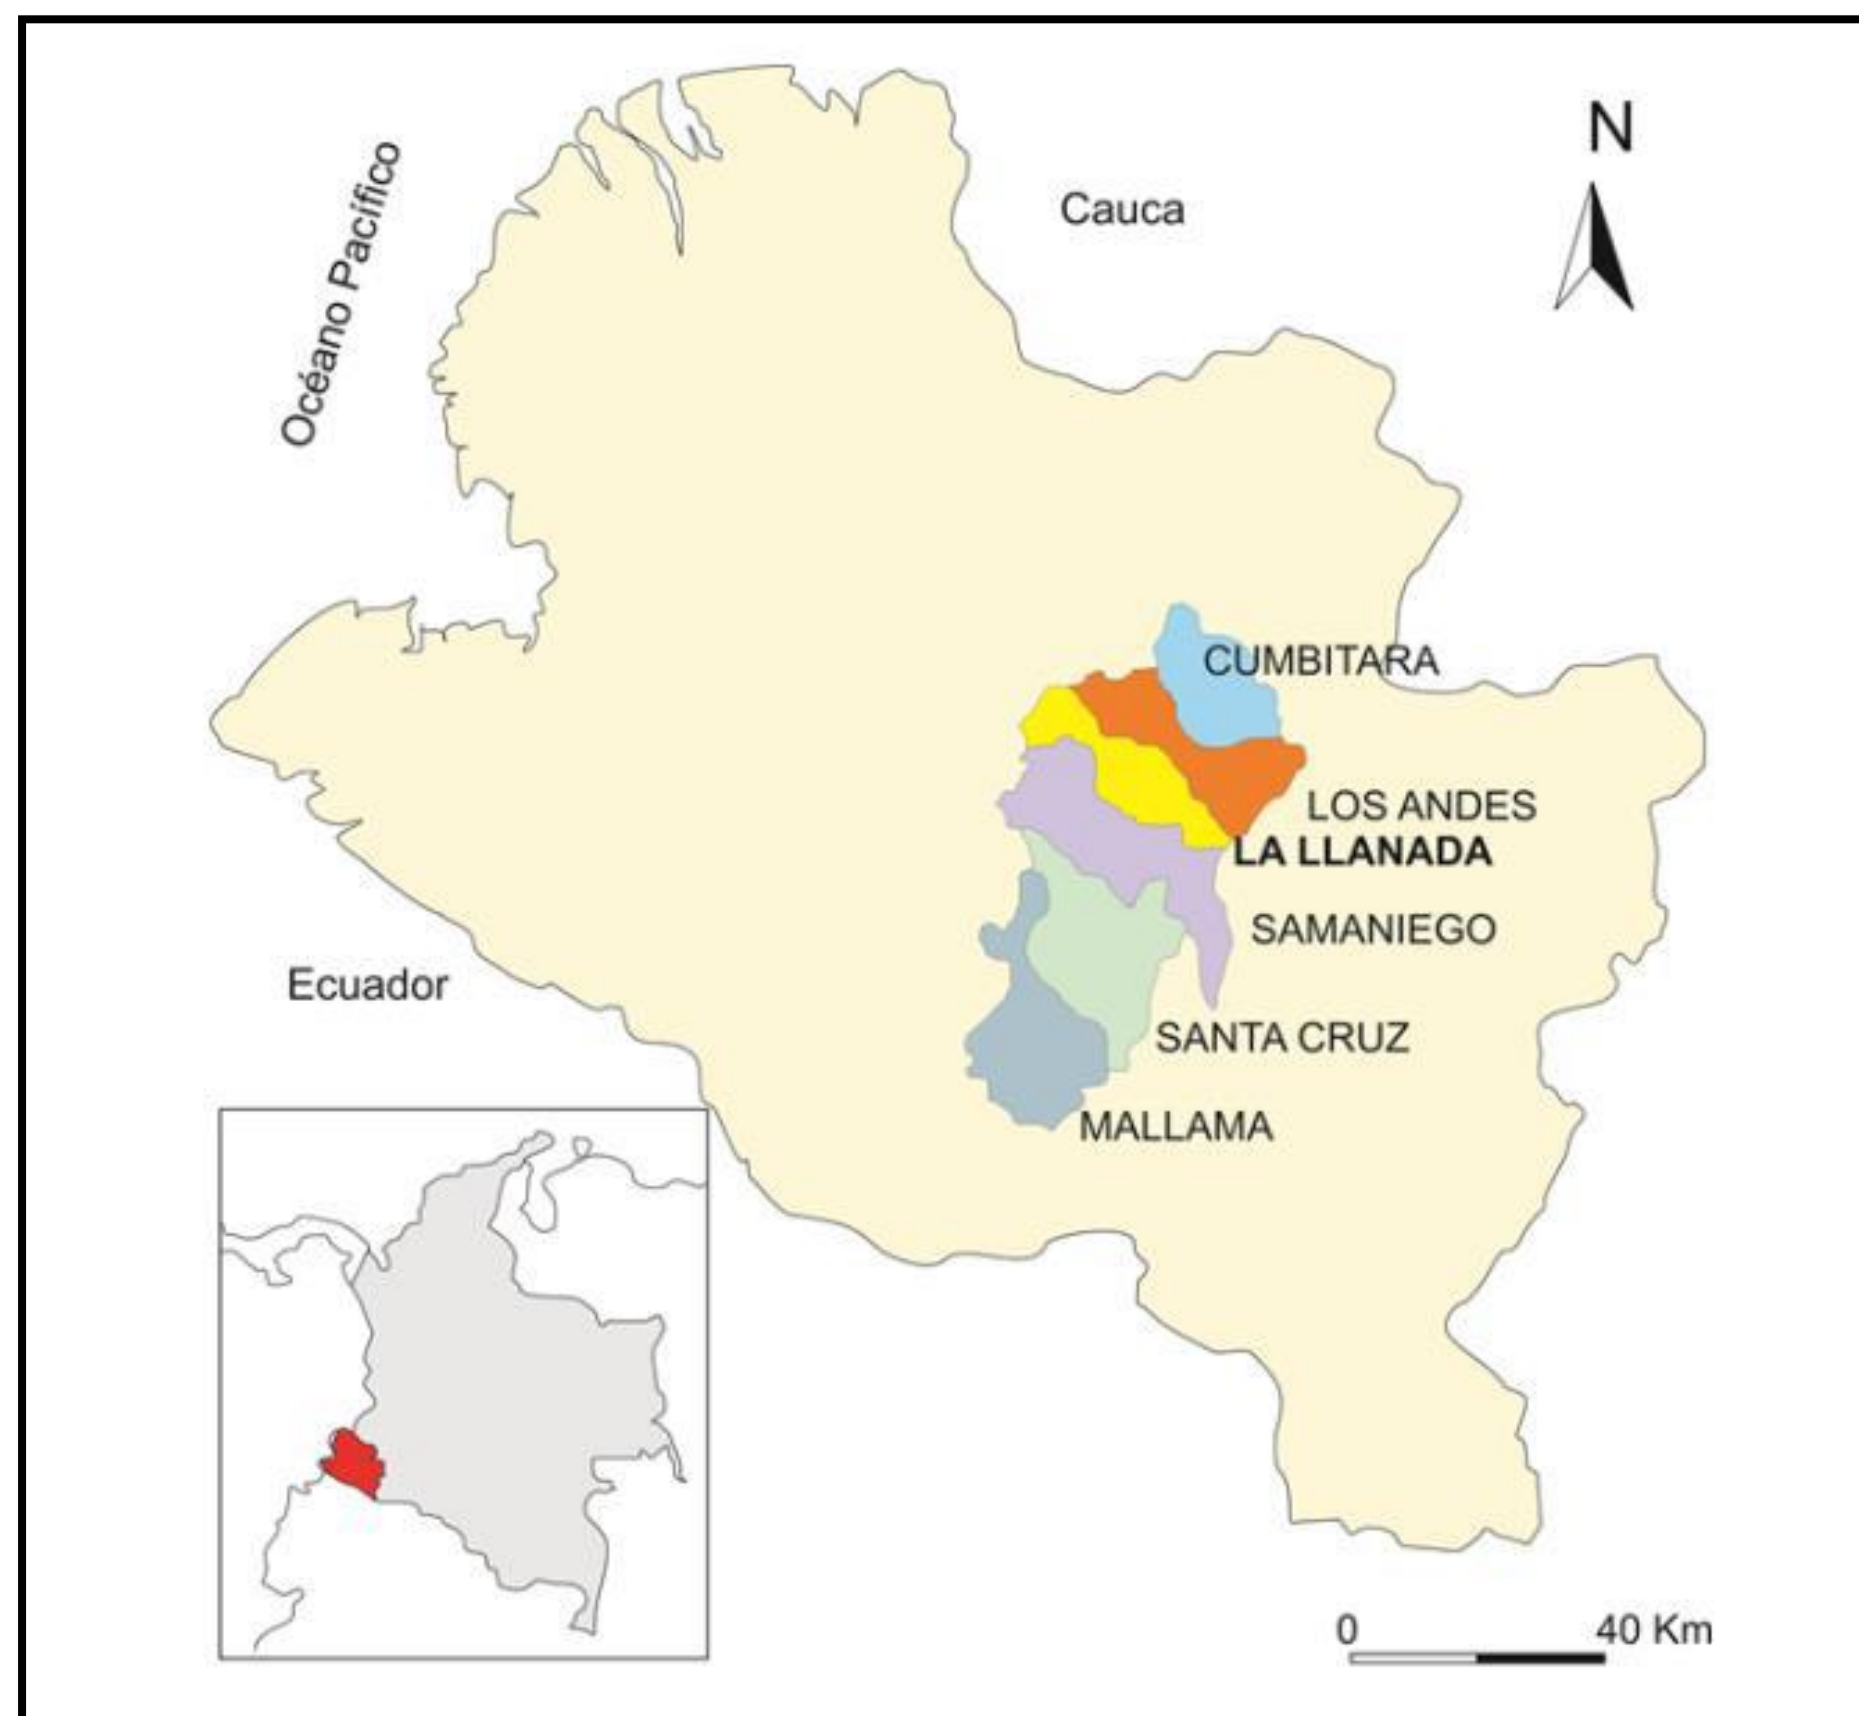 N
Océano Pacífico
Cauca
CUMBITARA
LOS ANDES
LA LLANADA
SAMANIEGO
Ecuador
SANTA CRUZ
MALLAMA
0 40 Km